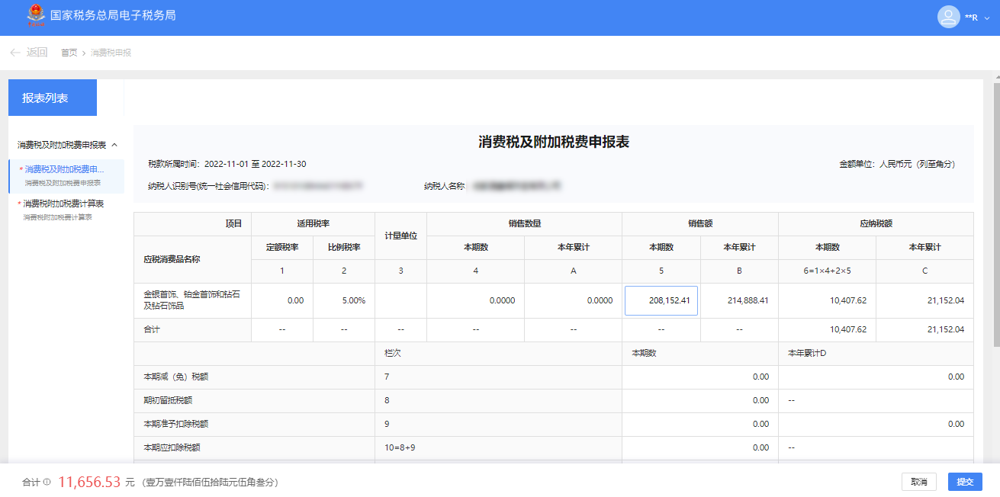 国家税务总局电子税务局
**R
返回 首页 > 消费税申报
报表列表
消费税及附加税费申报表
* 消费税及附加税费申...
消费税及附加税费申报表
* 消费税附加税费计算表
消费税附加税费计算表
消费税及附加税费申报表
税款所属时间：2022-11-01 至 2022-11-30 金额单位：人民币元（列至角分）
纳税人识别号(统一社会信用代码)： 纳税人名称
项目 适用税率 计量单位 销售数量 销售额 应纳税额
应税消费品名称 定额税率 比例税率 本期数 本年累计 本期数 本年累计 本期数 本年累计
1 2 3 4 A 5 B 6=1×4+2×5 C
金银首饰、铂金首饰和钻石
及钻石饰品 0.00 5.00% 0.0000 0.0000 208,152.41 214,888.41 10,407.62 21,152.04
合计 -- -- -- -- -- -- -- 10,407.62 21,152.04
栏次 本期数 本年累计D
本期减（免）税额 7 0.00 0.00
期初留抵税额 8 0.00 --
本期准予扣除税额 9 0.00 0.00
本期应扣除税额 10=8+9 0.00 --
合计 11,656.53 元 （壹万壹仟陆佰伍拾陆元伍角叁分）
取消 提交